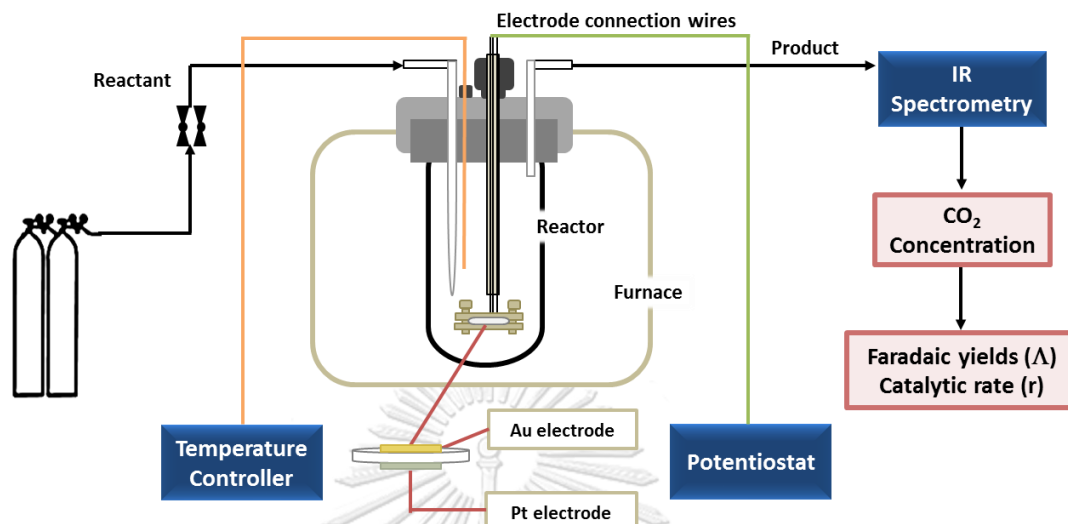 Electrode connection wires
Reactant
Product
IR
Spectrometry
Reactor
Furnace
CO₂
Concentration
Faradaic yields (Λ)
Catalytic rate (r)
Temperature
Controller
Au electrode
Potentiostat
Pt electrode